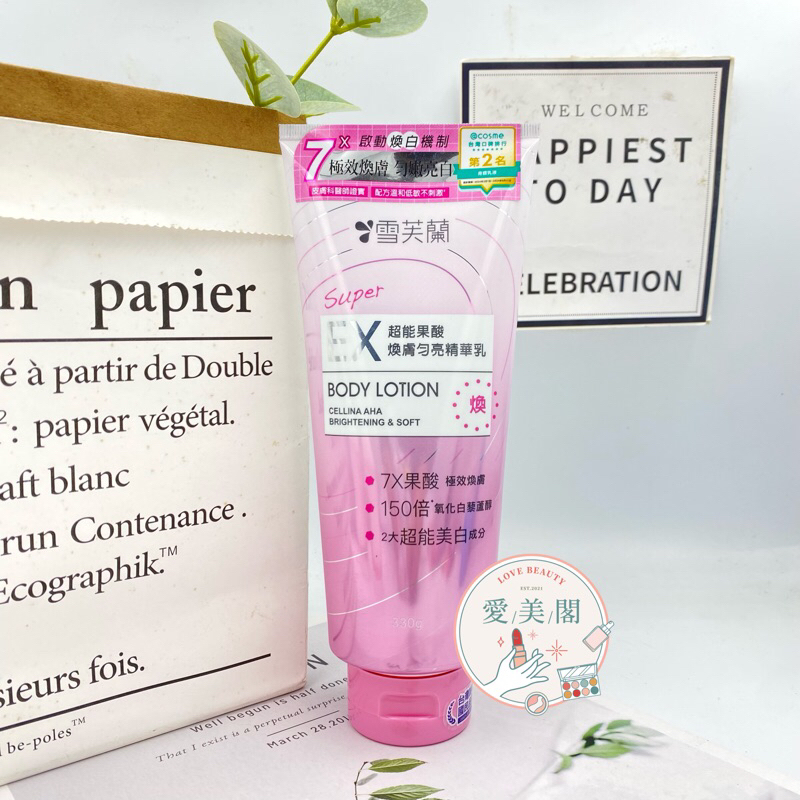 7X 啟動煥白機制
極效煥膚 勻嫩亮白
皮膚科醫師證實 配方溫和低敏不刺激*
@cosme
台灣口碑排行
第2名
雪芙蘭
Super
EX 超能果酸
煥膚勻亮精華乳
BODY LOTION
CELLINA AHA
BRIGHTENING & SOFT
煥
7X果酸 極效煥膚
150倍*氧化白藜蘆醇
2大超能美白成分
330g
n papier
é à partir de Double
²: papier végétal.
aft blanc
run Contenance .
Ecographik.™
sieurs fois.
be-poles™
WELCOME
APPIEST
TO DAY
ELEBRATION
Well begun is half done
That I exist is a perpetual surprise
March 28.20
LOVE BEAUTY
EST.2021
愛/美/閣